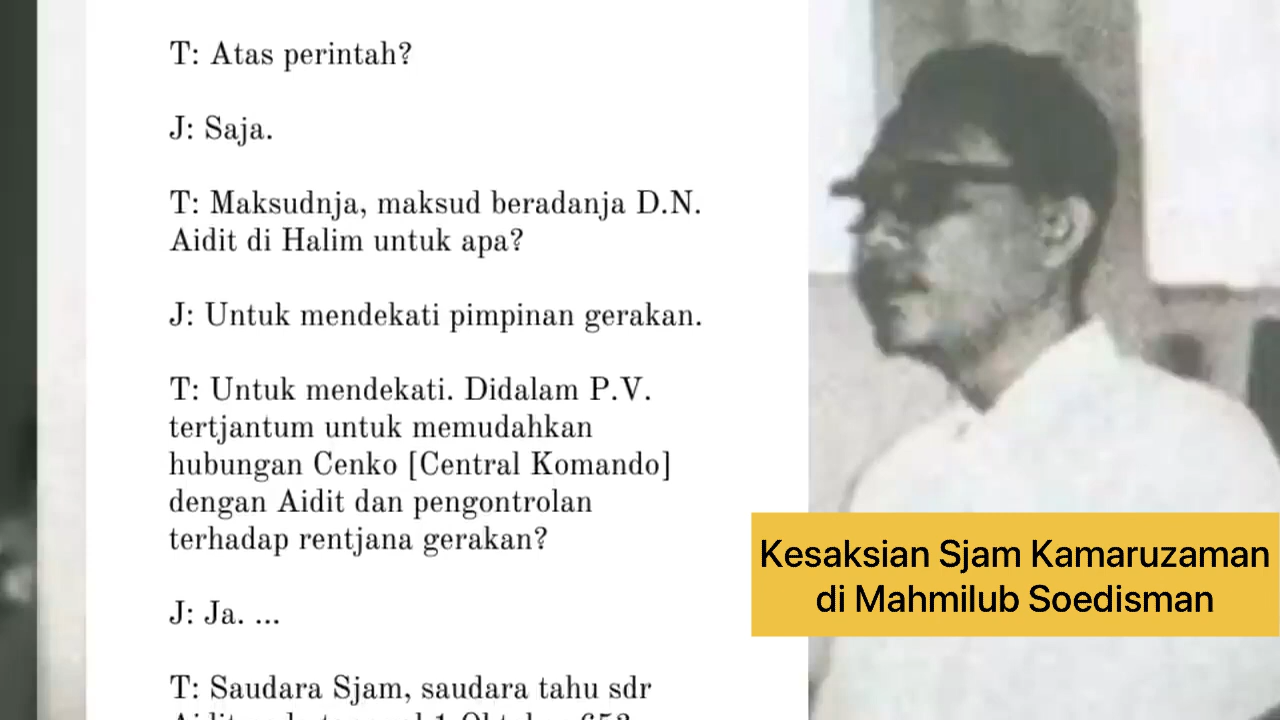 T: Atas perintah?
J: Saja.
T: Maksudnja, maksud beradanja D.N.
Aidit di Halim untuk apa?
J: Untuk mendekati pimpinan gerakan.
T: Untuk mendekati. Didalam P.V.
tertjantum untuk memudahkan
hubungan Cenko [Central Komando]
dengan Aidit dan pengontrolan
terhadap rentjana gerakan?
J: Ja. ...
T: Saudara Sjam, saudara tahu sdr
Kesaksian Sjam Kamaruzaman
di Mahmilub Soedisman